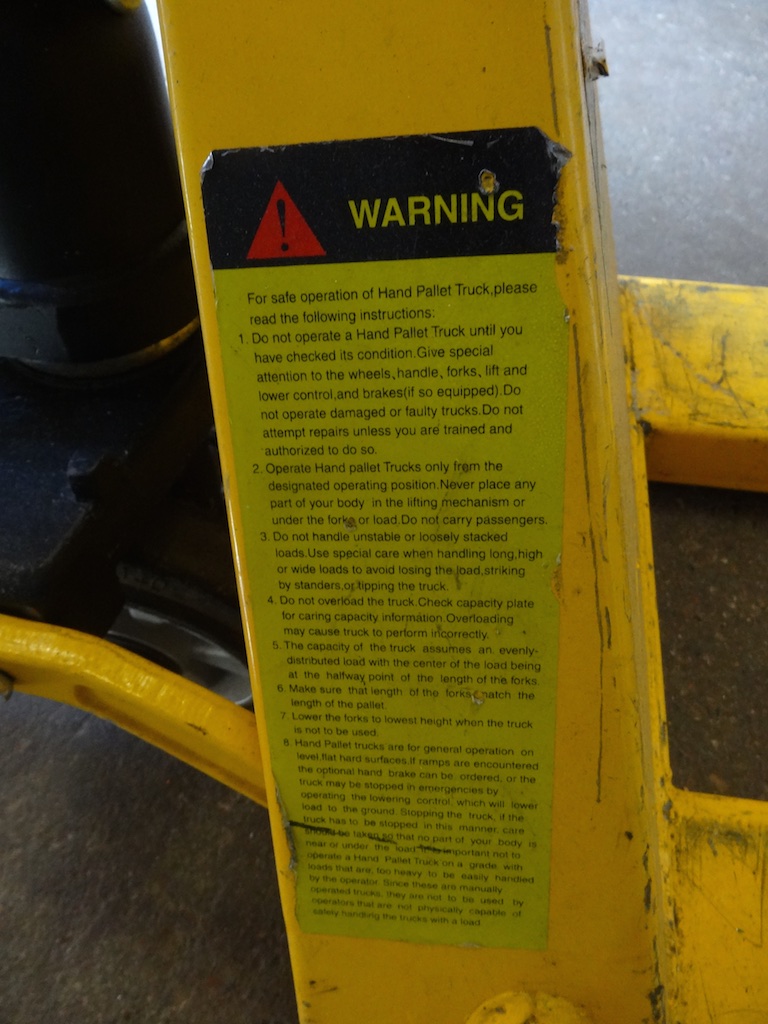 WARNING
For safe operation of Hand Pallet Truck,please
read the following instructions:
1. Do not operate a Hand Pallet Truck until you
have checked its condition.Give special
attention to the wheels、handle、forks、lift and
lower control,and brakes(if so equipped).Do
not operate damaged or faulty trucks.Do not
attempt repairs unless you are trained and
authorized to do so.
2. Operate Hand pallet Trucks only from the
designated operating position.Never place any
part of your body in the lifting mechanism or
under the forks or load.Do not carry passengers.
3. Do not handle unstable or loosely stacked
loads.Use special care when handling long,high
or wide loads to avoid losing the load,striking
by standers,or tipping the truck.
4. Do not overload the truck.Check capacity plate
for caring capacity information.Overloading
may cause truck to perform incorrectly.
5. The capacity of the truck assumes an evenly-
distributed load with the center of the load being
at the halfway point of the length of the forks.
6. Make sure that length of the forks match the
length of the pallet.
7. Lower the forks to lowest height when the truck
is not to be used.
8. Hand Pallet trucks are for general operation on
level,flat hard surfaces.If ramps are encountered
the optional hand brake can be ordered, or the
truck may be stopped in emergencies by
operating the lowering control, which will lower
load to the ground. Stopping the truck, if the
truck has to be stopped in this manner, care
should be taken so that no part of your body is
near or under the load. It is important not to
operate a Hand Pallet Truck on a grade with
loads that are, too heavy to be easily handled
by the operator. Since these are manually
operated trucks, they are not to be used by
operators that are not physically capable of
safely handling the trucks with a load